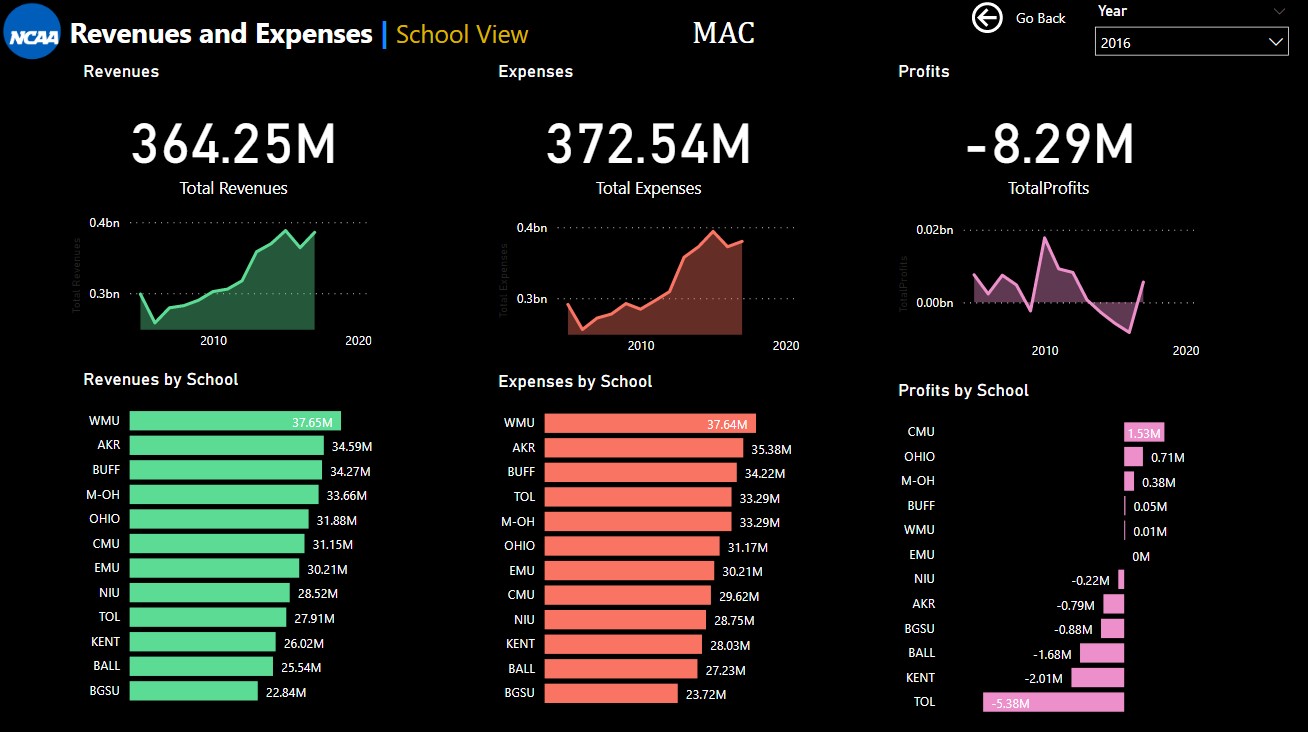 NCAA
Revenues and Expenses | School View
MAC
Go Back
Year
2016
Revenues
364.25M
Total Revenues
Total Revenues
0.4bn
0.3bn
2010
2020
Revenues by School
WMU 37.65M
AKR 34.59M
BUFF 34.27M
M-OH 33.66M
OHIO 31.88M
CMU 31.15M
EMU 30.21M
NIU 28.52M
TOL 27.91M
KENT 26.02M
BALL 25.54M
BGSU 22.84M
Expenses
372.54M
Total Expenses
Total Expenses
0.4bn
0.3bn
2010
2020
Expenses by School
WMU 37.64M
AKR 35.38M
BUFF 34.22M
TOL 33.29M
M-OH 33.29M
OHIO 31.17M
EMU 30.21M
CMU 29.62M
NIU 28.75M
KENT 28.03M
BALL 27.23M
BGSU 23.72M
Profits
-8.29M
TotalProfits
TotalProfits
0.02bn
0.00bn
2010
2020
Profits by School
CMU 1.53M
OHIO 0.71M
M-OH 0.38M
BUFF 0.05M
WMU 0.01M
EMU 0M
NIU -0.22M
AKR -0.79M
BGSU -0.88M
BALL -1.68M
KENT -2.01M
TOL -5.38M